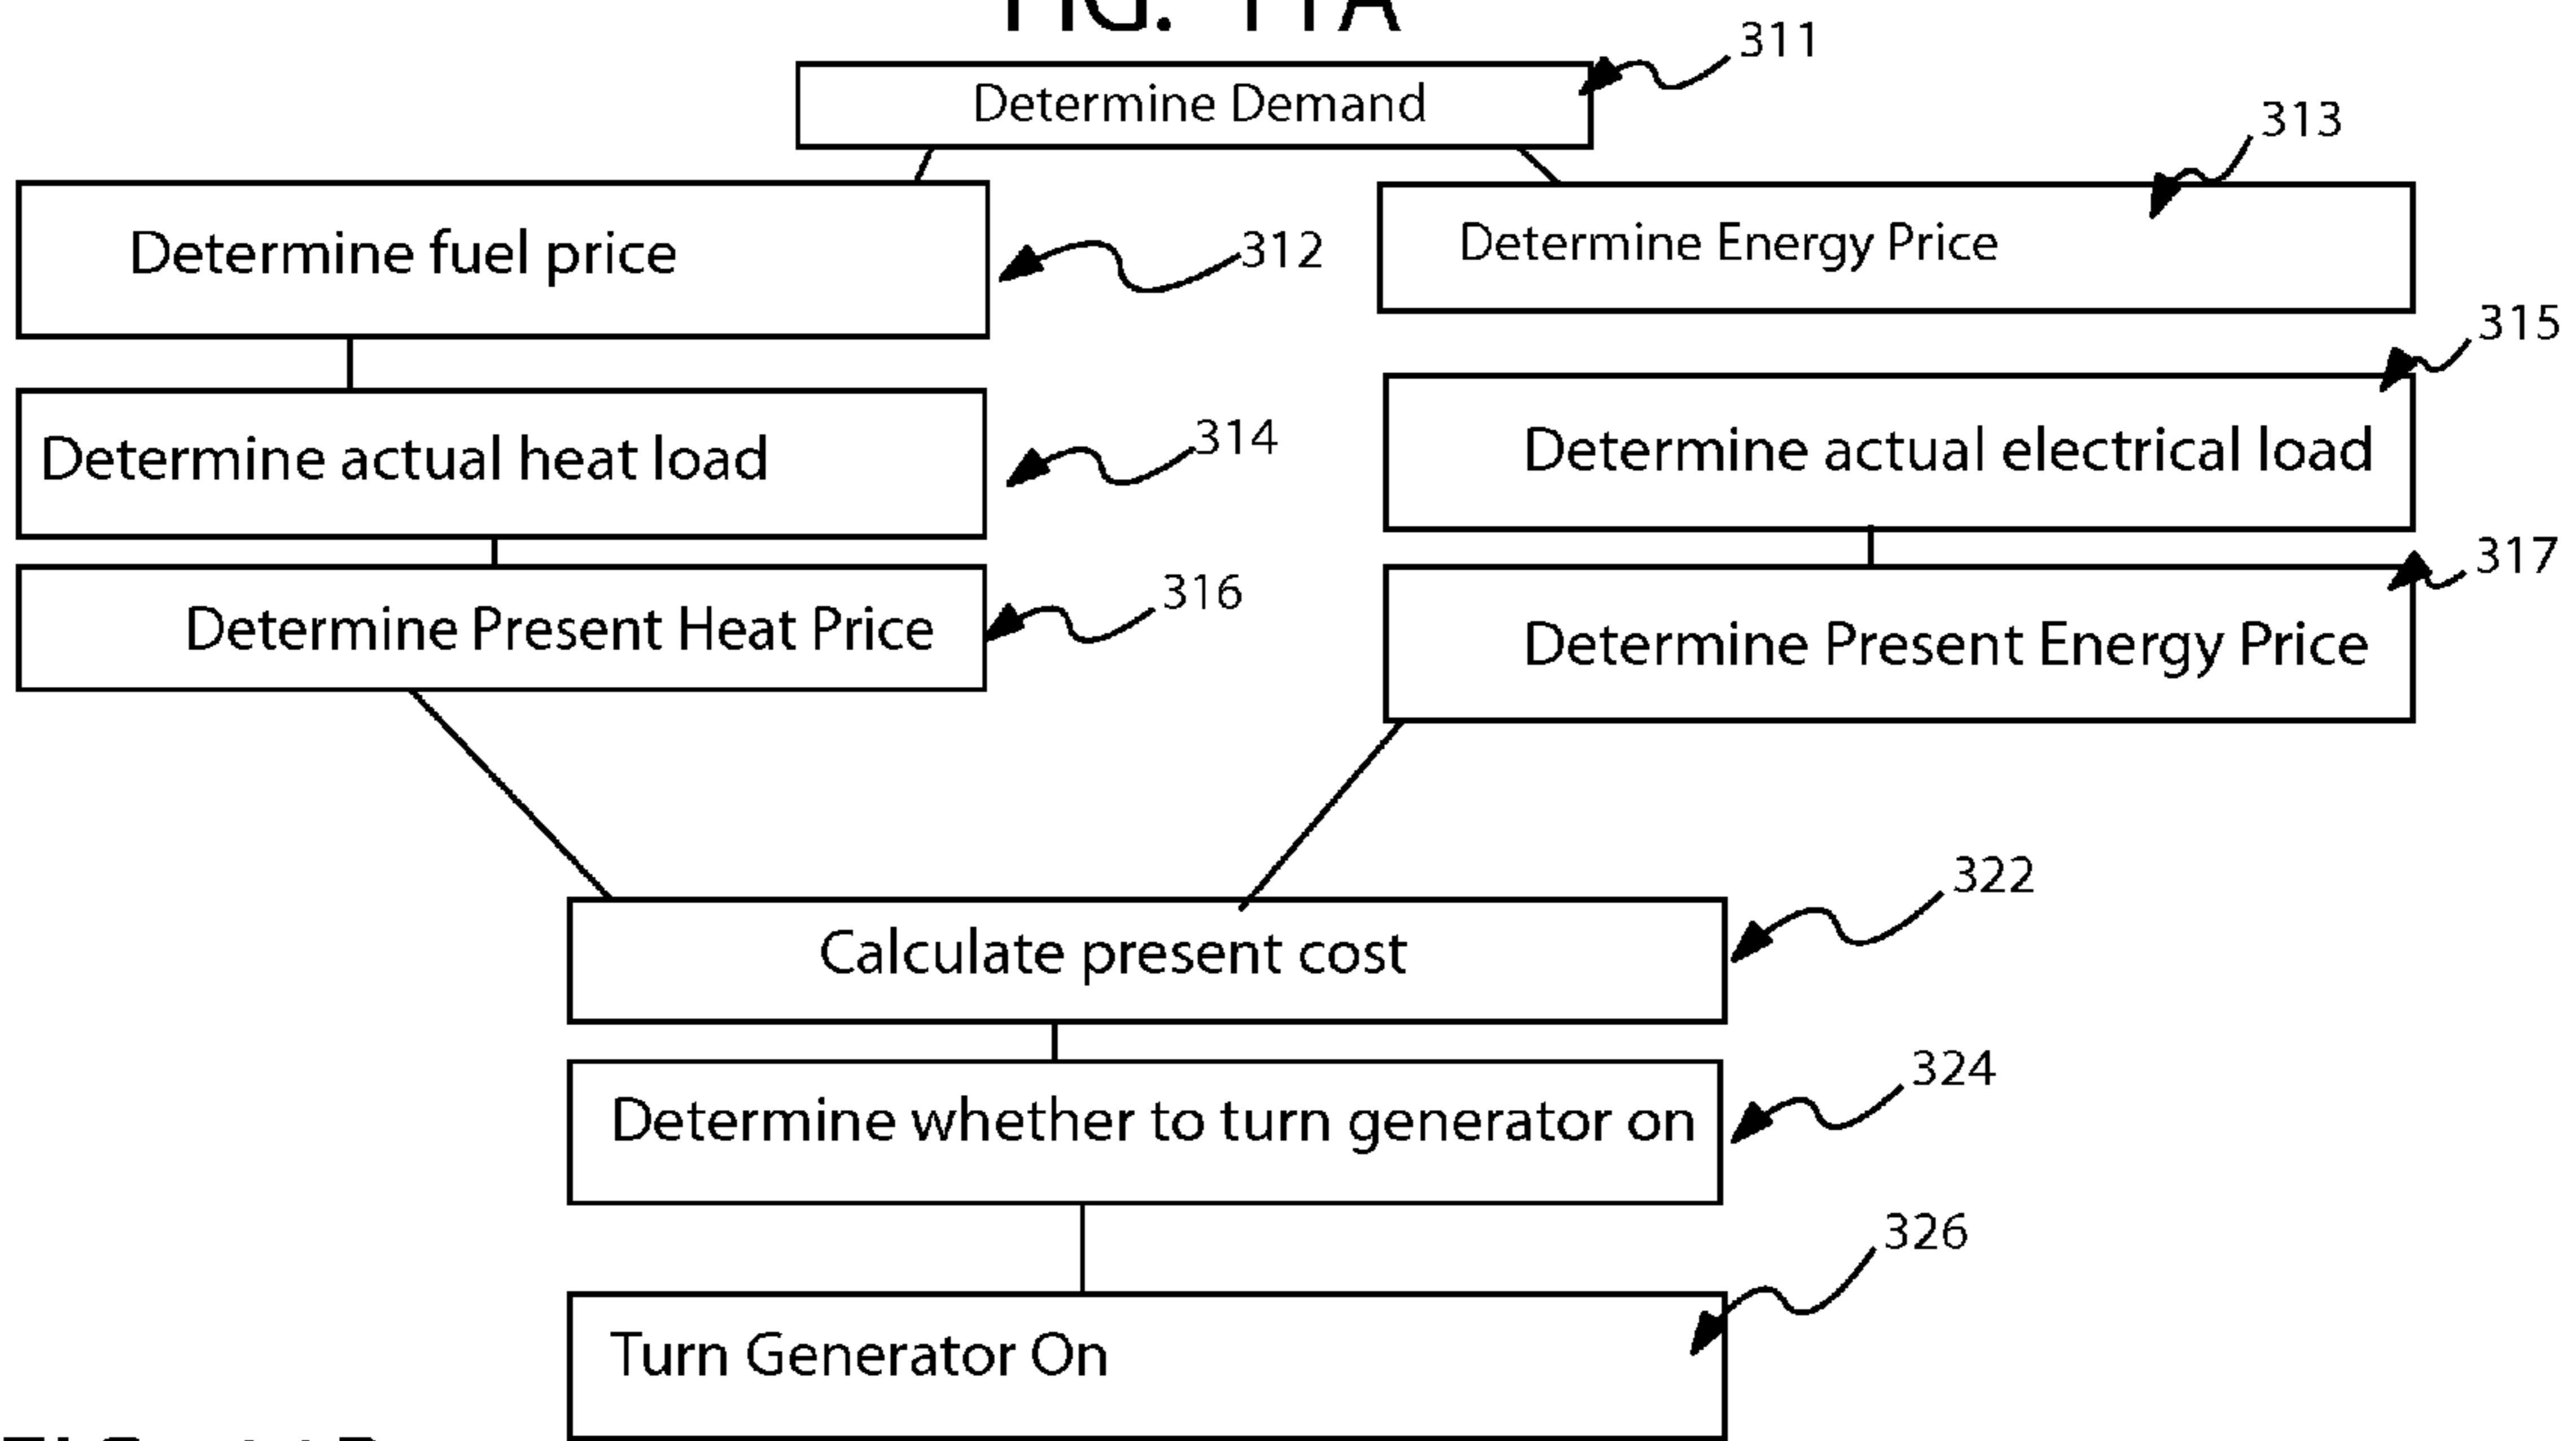 FIG. 11A
311
Determine Demand
313
Determine fuel price
312
Determine Energy Price
315
Determine actual heat load
314
Determine actual electrical load
317
Determine Present Heat Price
316
Determine Present Energy Price
322
Calculate present cost
324
Determine whether to turn generator on
326
Turn Generator On